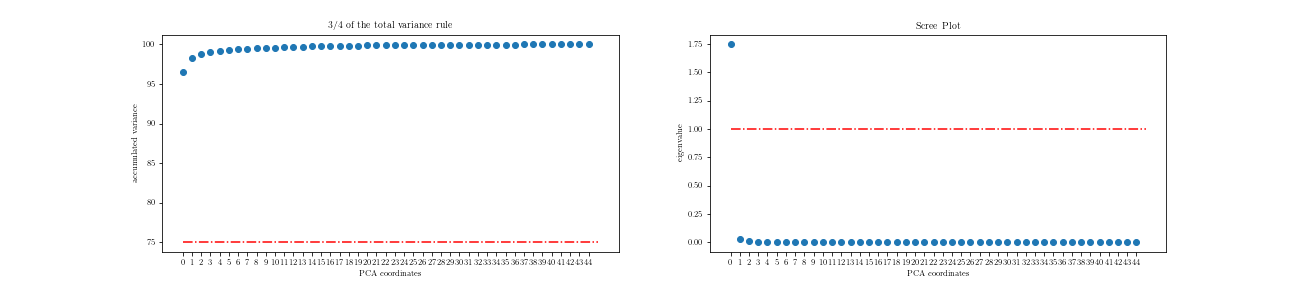 3/4 of the total variance rule
100
95
90
85
80
75
accumulated variance
0 1 2 3 4 5 6 7 8 9 10 11 12 13 14 15 16 17 18 19 20 21 22 23 24 25 26 27 28 29 30 31 32 33 34 35 36 37 38 39 40 41 42 43 44
PCA coordinates
Scree Plot
1.75
1.50
1.25
1.00
0.75
0.50
0.25
0.00
eigenvalue
0 1 2 3 4 5 6 7 8 9 10 11 12 13 14 15 16 17 18 19 20 21 22 23 24 25 26 27 28 29 30 31 32 33 34 35 36 37 38 39 40 41 42 43 44
PCA coordinates